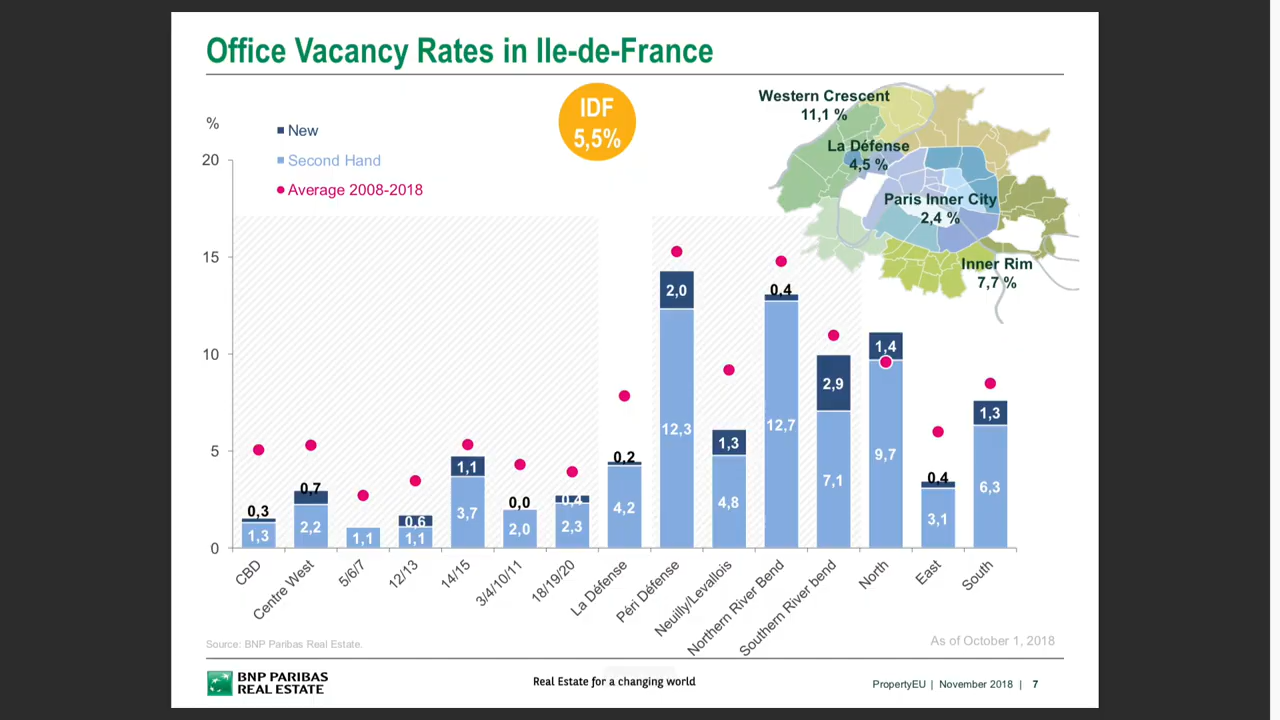 Office Vacancy Rates in Ile-de-France
IDF
5,5%
Western Crescent
11,1 %
La Défense
4,5 %
Paris Inner City
2,4 %
Inner Rim
7,7 %
%
New
Second Hand
Average 2008-2018
20
15
10
5
0
0,3
1,3
0,7
2,2
1,1
0,6
1,1
1,1
3,7
0,0
2,0
0,4
2,3
0,2
4,2
2,0
12,3
1,3
4,8
0,4
12,7
2,9
7,1
1,4
9,7
0,4
3,1
1,3
6,3
CBD
Centre West
5/6/7
12/13
14/15
3/4/10/11
18/19/20
La Défense
Péri Défense
Neuilly/Levallois
Northern River Bend
Southern River bend
North
East
South
Source: BNP Paribas Real Estate.
As of October 1, 2018
BNP PARIBAS
REAL ESTATE
Real Estate for a changing world
PropertyEU | November 2018 | 7